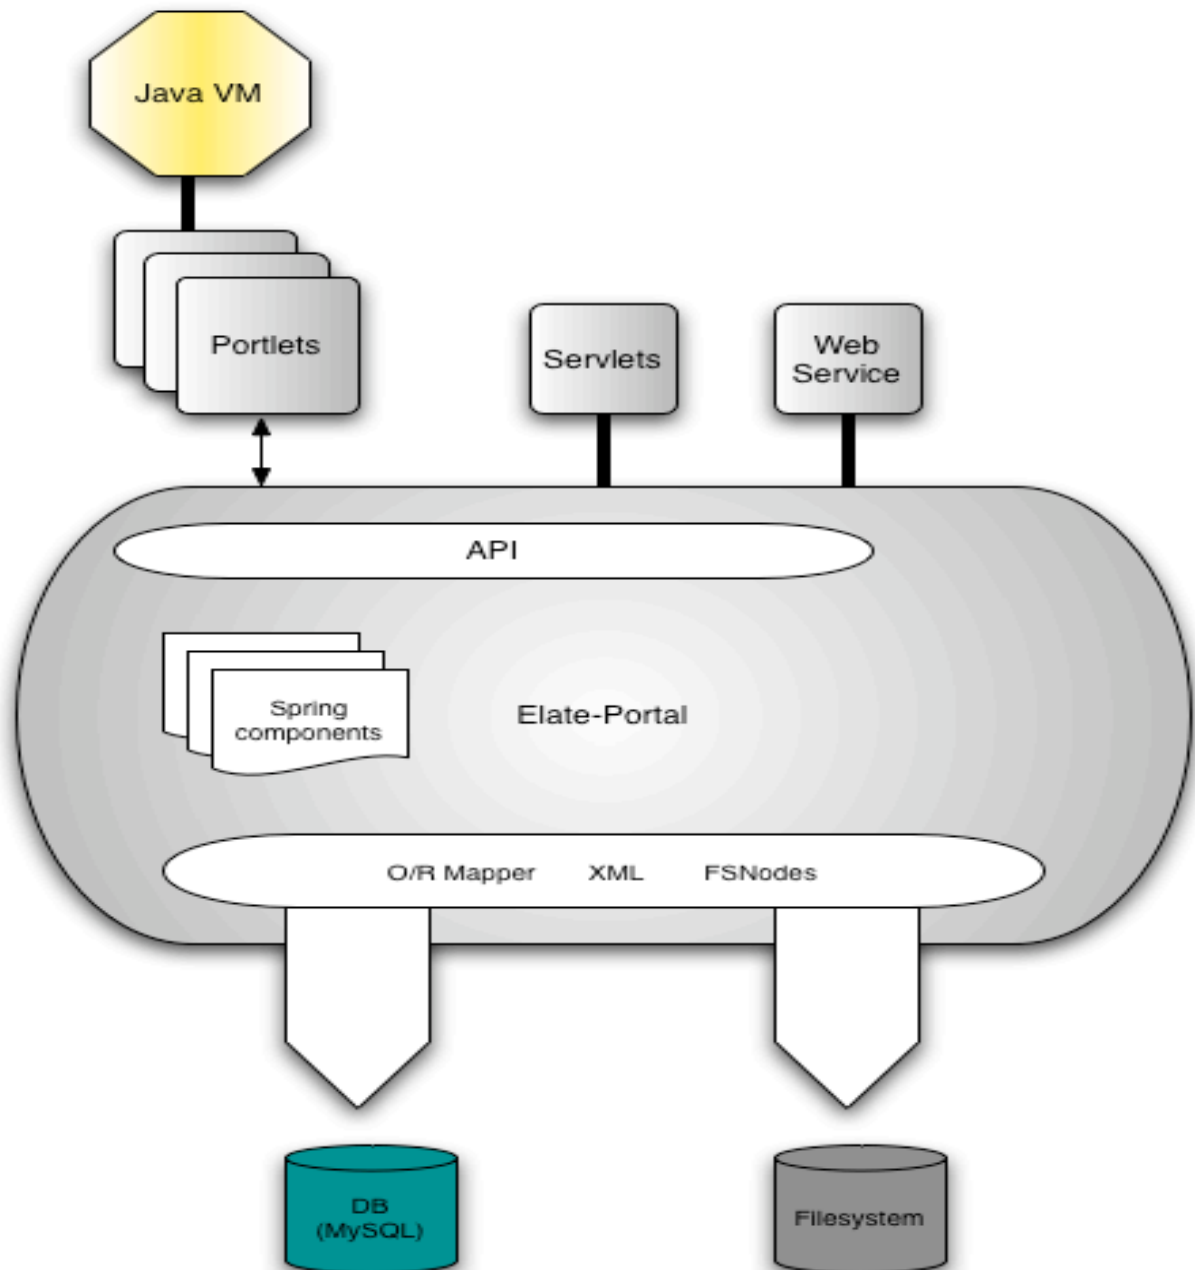 Java VM
Portlets
Servlets
Web
Service
API
Spring
components
Elate-Portal
O/R Mapper XML FSNodes
DB
(MySQL)
Filesystem